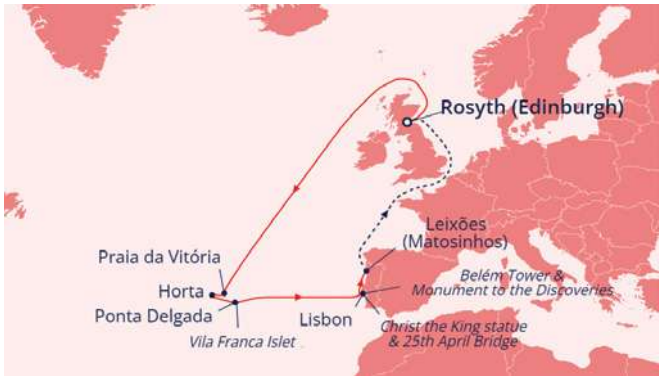 Rosyth (Edinburgh)
Leixões
(Matosinhos)
Praia da Vitória
Belém Tower &
Monument to the Discoveries
Horta
Ponta Delgada
Lisbon
Vila Franca Islet
Christ the King statue
& 25th April Bridge